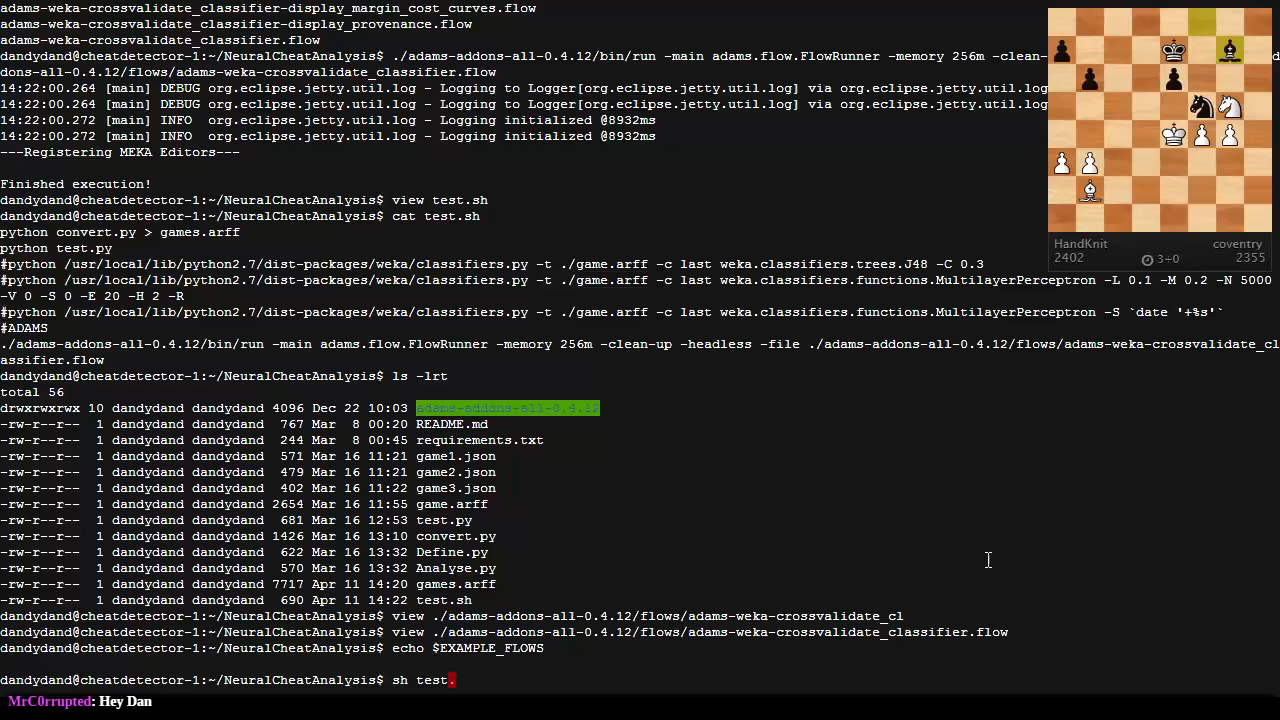 adams-weka-crossvalidate_classifier-display_margin_cost_curves.flow
adams-weka-crossvalidate_classifier-display_provenance.flow
adams-weka-crossvalidate_classifier.flow
dandydand@cheatdetector-1:~/NeuralCheatAnalysis$ ./adams-addons-all-0.4.12/bin/run -main adams.flow.FlowRunner -memory 256m -clean-
dons-all-0.4.12/flows/adams-weka-crossvalidate_classifier.flow
14:22:00.264 [main] DEBUG org.eclipse.jetty.util.log - Logging to Logger[org.eclipse.jetty.util.log] via org.eclipse.jetty.util.log
14:22:00.264 [main] DEBUG org.eclipse.jetty.util.log - Logging to Logger[org.eclipse.jetty.util.log] via org.eclipse.jetty.util.log
14:22:00.272 [main] INFO  org.eclipse.jetty.util.log - Logging initialized @8932ms
14:22:00.272 [main] INFO  org.eclipse.jetty.util.log - Logging initialized @8932ms
---Registering MEKA Editors---
Finished execution!
dandydand@cheatdetector-1:~/NeuralCheatAnalysis$ view test.sh
dandydand@cheatdetector-1:~/NeuralCheatAnalysis$ cat test.sh
python convert.py > games.arff
python test.py
#python /usr/local/lib/python2.7/dist-packages/weka/classifiers.py -t ./game.arff -c last weka.classifiers.trees.J48 -C 0.3
#python /usr/local/lib/python2.7/dist-packages/weka/classifiers.py -t ./game.arff -c last weka.classifiers.functions.MultilayerPerceptron -L 0.1 -M 0.2 -N 5000
-V 0 -S 0 -E 20 -H 2 -R
#python /usr/local/lib/python2.7/dist-packages/weka/classifiers.py -t ./game.arff -c last weka.classifiers.functions.MultilayerPerceptron -S `date '+%s'`
#ADAMS
./adams-addons-all-0.4.12/bin/run -main adams.flow.FlowRunner -memory 256m -clean-up -headless -file ./adams-addons-all-0.4.12/flows/adams-weka-crossvalidate_cl
assifier.flow
dandydand@cheatdetector-1:~/NeuralCheatAnalysis$ ls -lrt
total 56
drwxrwxrwx 10 dandydand dandydand 4096 Dec 22 10:03 adams-addons-all-0.4.12
-rw-r--r--  1 dandydand dandydand  767 Mar  8 00:20 README.md
-rw-r--r--  1 dandydand dandydand  244 Mar  8 00:45 requirements.txt
-rw-r--r--  1 dandydand dandydand  571 Mar 16 11:21 game1.json
-rw-r--r--  1 dandydand dandydand  479 Mar 16 11:21 game2.json
-rw-r--r--  1 dandydand dandydand  402 Mar 16 11:22 game3.json
-rw-r--r--  1 dandydand dandydand 2654 Mar 16 11:55 game.arff
-rw-r--r--  1 dandydand dandydand  681 Mar 16 12:53 test.py
-rw-r--r--  1 dandydand dandydand 1426 Mar 16 13:10 convert.py
-rw-r--r--  1 dandydand dandydand  622 Mar 16 13:32 Define.py
-rw-r--r--  1 dandydand dandydand  570 Mar 16 13:32 Analyse.py
-rw-r--r--  1 dandydand dandydand 7717 Apr 11 14:20 games.arff
-rw-r--r--  1 dandydand dandydand  690 Apr 11 14:22 test.sh
dandydand@cheatdetector-1:~/NeuralCheatAnalysis$ view ./adams-addons-all-0.4.12/flows/adams-weka-crossvalidate_cl
dandydand@cheatdetector-1:~/NeuralCheatAnalysis$ view ./adams-addons-all-0.4.12/flows/adams-weka-crossvalidate_classifier.flow
dandydand@cheatdetector-1:~/NeuralCheatAnalysis$ echo $EXAMPLE_FLOWS
dandydand@cheatdetector-1:~/NeuralCheatAnalysis$ sh test.
MrC0rrupted: Hey Dan
HandKnit coventry
2402 3+0 2355